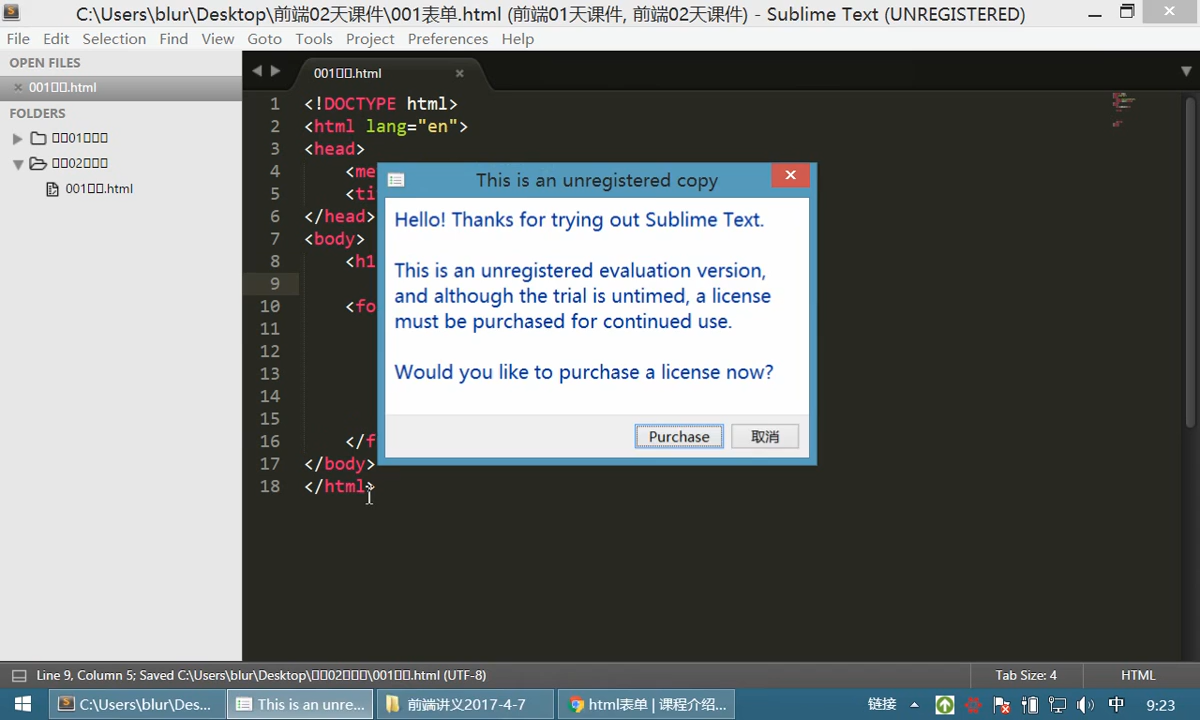 C:\Users\blur\Desktop\前端02天课件\001表单.html (前端01天课件, 前端02天课件) - Sublime Text (UNREGISTERED)
File Edit Selection Find View Goto Tools Project Preferences Help
OPEN FILES
001□□.html
FOLDERS
□□01□□□
□□02□□□
001□□.html
001□□.html
1 <!DOCTYPE html>
2 <html lang="en">
3 <head>
4 <me
5 <ti
6 </head>
7 <body>
8 <h1
9
10 <fo
11
12
13
14
15
16 </f
17 </body>
18 </html>
This is an unregistered copy
Hello! Thanks for trying out Sublime Text.
This is an unregistered evaluation version,
and although the trial is untimed, a license
must be purchased for continued use.
Would you like to purchase a license now?
Purchase 取消
Line 9, Column 5; Saved C:\Users\blur\Desktop\□□02□□□\001□□.html (UTF-8) Tab Size: 4 HTML
C:\Users\blur\Des... This is an unre... 前端讲义2017-4-7 html表单 | 课程介绍... 链接 中 9:23